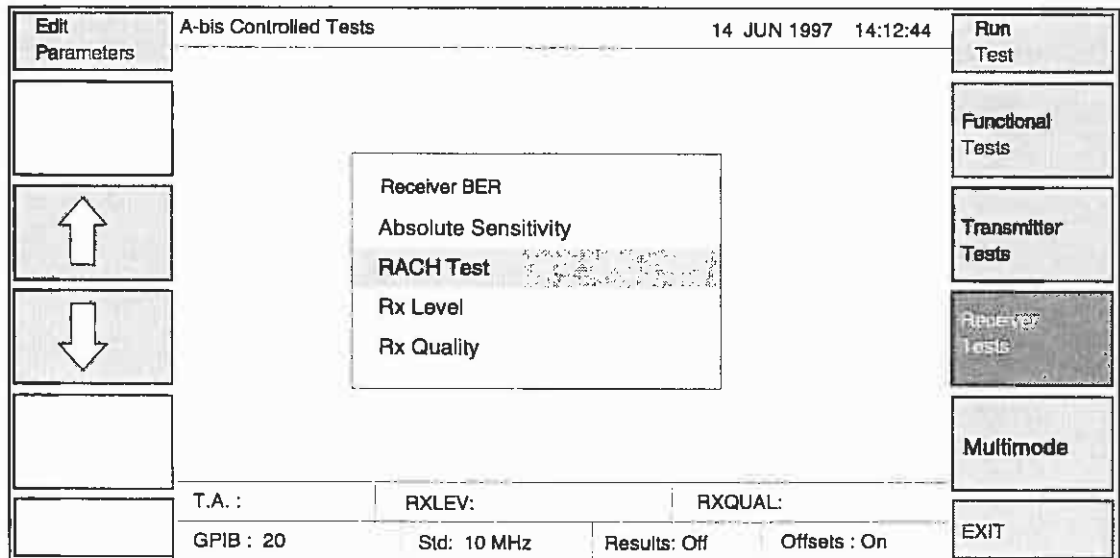 Edit
Parameters
A-bis Controlled Tests
14 JUN 1997 14:12:44
Run
Test
Functional
Tests
Receiver BER
Absolute Sensitivity
RACH Test
Rx Level
Rx Quality
Transmitter
Tests
Receiver
Tests
Multimode
T.A. :
RXLEV:
RXQUAL:
GPIB : 20
Std: 10 MHz
Results: Off
Offsets : On
EXIT